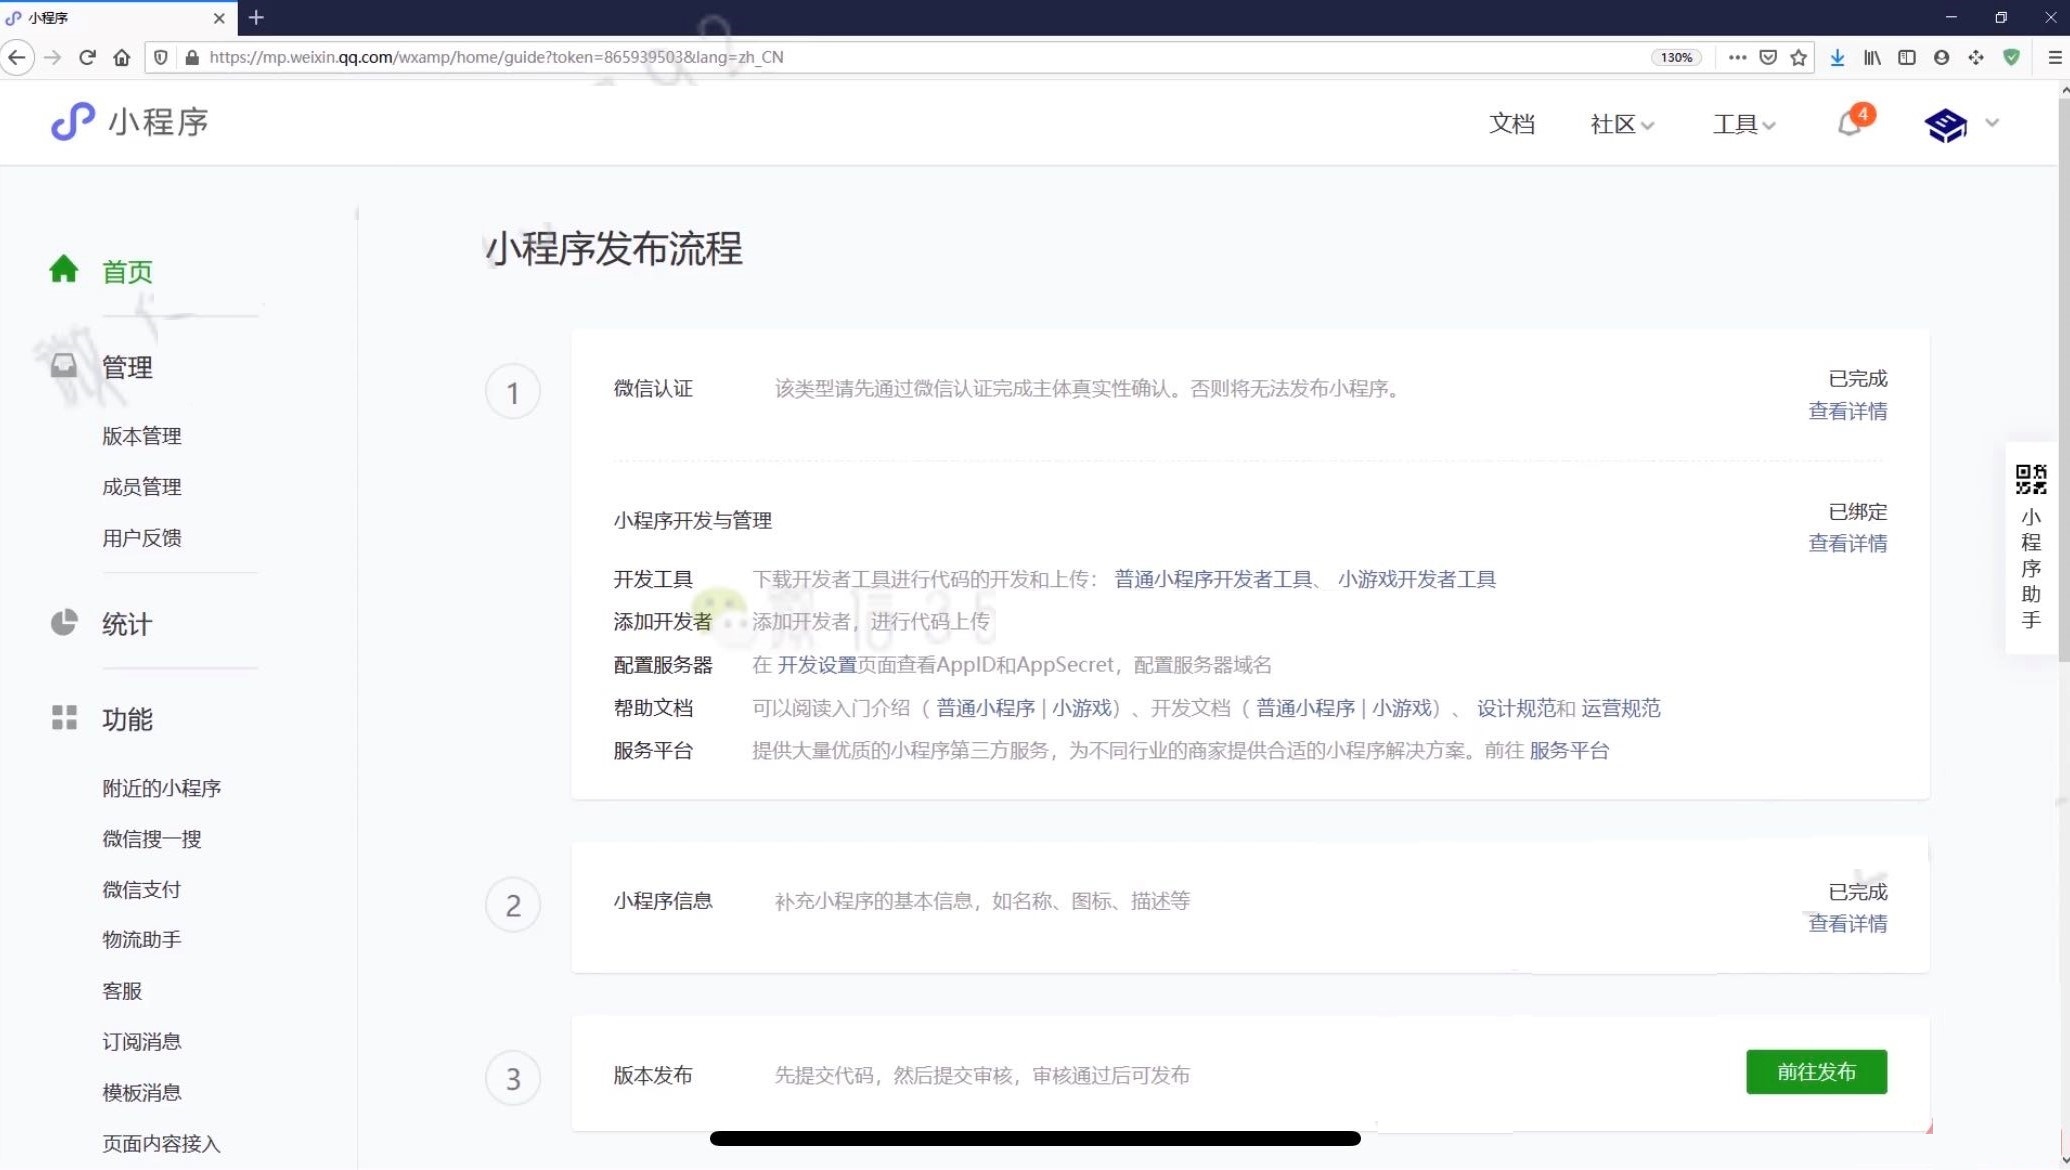 小程序
https://mp.weixin.qq.com/wxamp/home/guide?token=865939503&lang=zh_CN
130%
小程序
文档
社区
工具
4
首页
管理
版本管理
成员管理
用户反馈
统计
功能
附近的小程序
微信搜一搜
微信支付
物流助手
客服
订阅消息
模板消息
页面内容接入
小程序发布流程
1
微信认证 该类型请先通过微信认证完成主体真实性确认。否则将无法发布小程序。
已完成
查看详情
小程序开发与管理
已绑定
查看详情
开发工具 下载开发者工具进行代码的开发和上传： 普通小程序开发者工具、 小游戏开发者工具
添加开发者 添加开发者，进行代码上传
配置服务器 在 开发设置页面查看AppID和AppSecret，配置服务器域名
帮助文档 可以阅读入门介绍（ 普通小程序 | 小游戏）、开发文档（ 普通小程序 | 小游戏）、 设计规范和 运营规范
服务平台 提供大量优质的小程序第三方服务，为不同行业的商家提供合适的小程序解决方案。前往 服务平台
2
小程序信息 补充小程序的基本信息，如名称、图标、描述等
已完成
查看详情
3
版本发布 先提交代码，然后提交审核，审核通过后可发布
前往发布
小程序助手